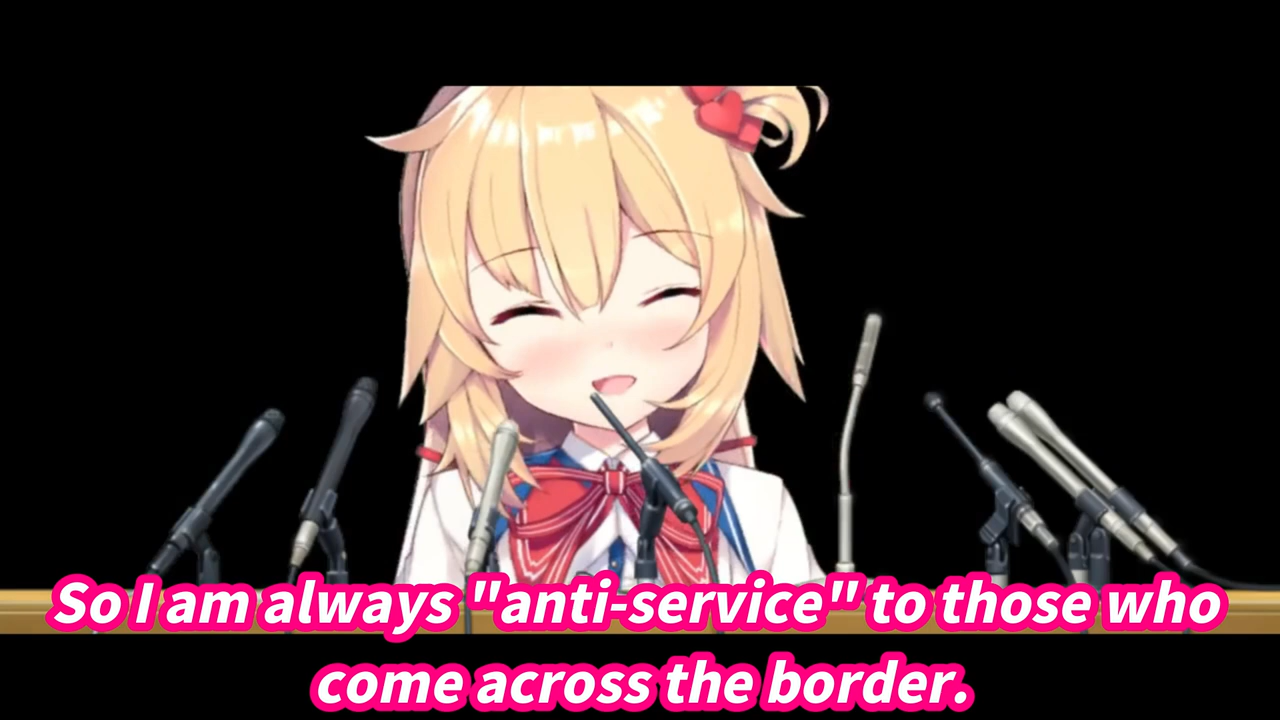 So I am always "anti-service" to those who
come across the border.